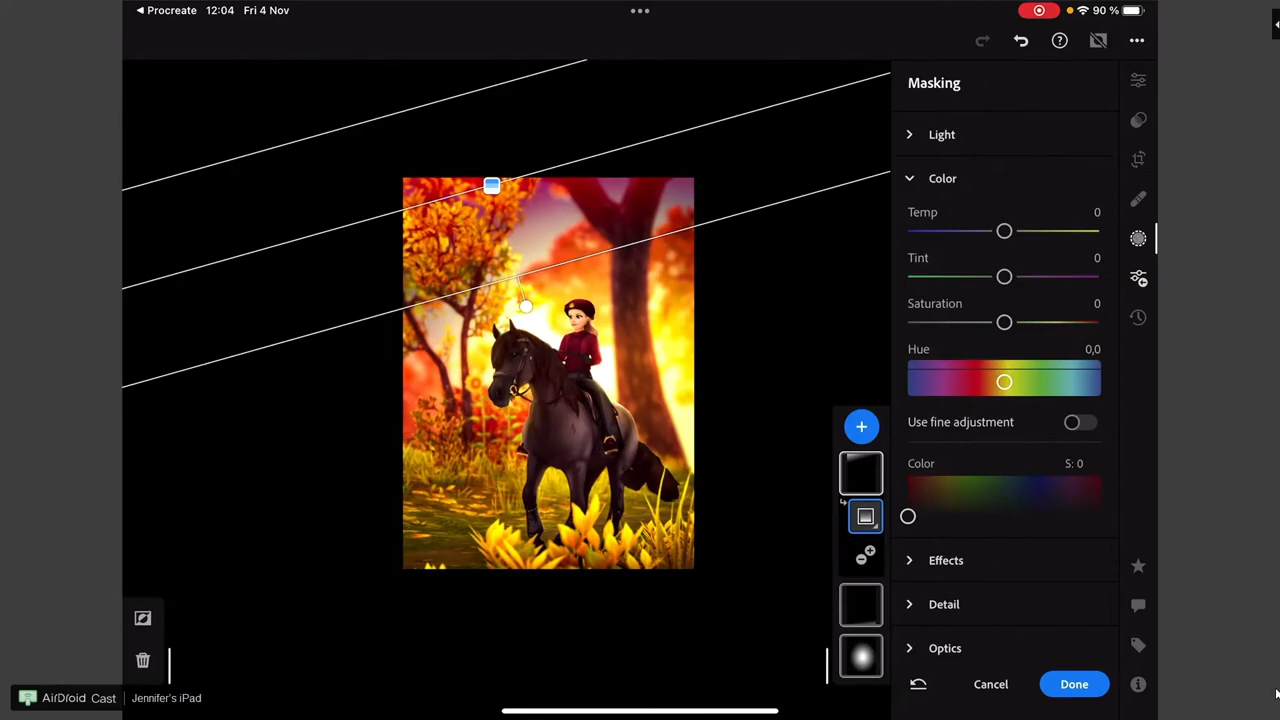 Procreate 12:04 Fri 4 Nov
90 %
Masking
Light
Color
Temp 0
Tint 0
Saturation 0
Hue 0,0
Use fine adjustment
Color S: 0
Effects
Detail
Optics
Cancel Done
AirDroid Cast Jennifer's iPad